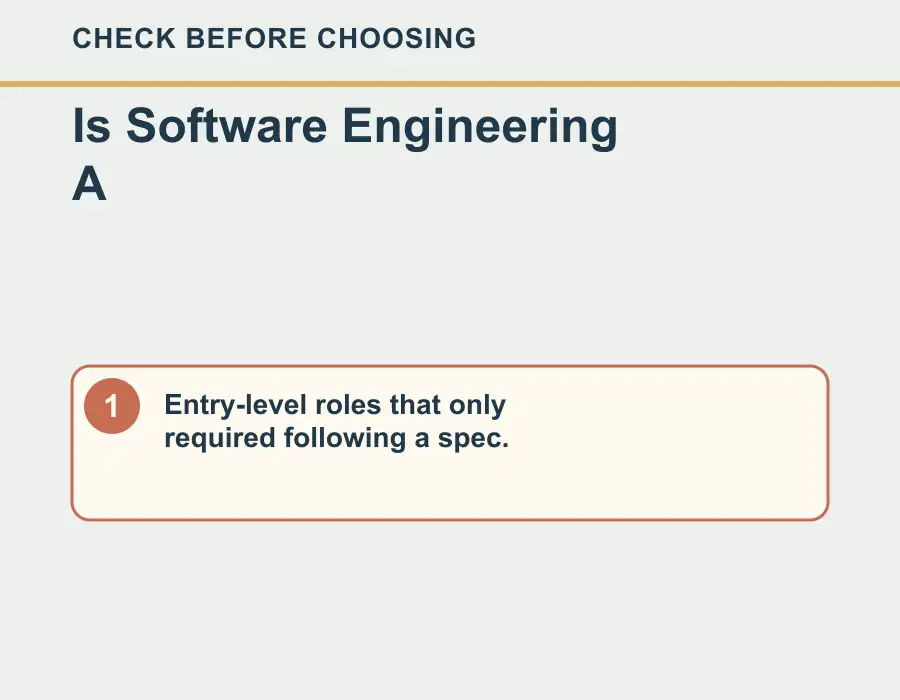 CHECK BEFORE CHOOSING
Is Software Engineering
A
1
Entry-level roles that only
required following a spec.